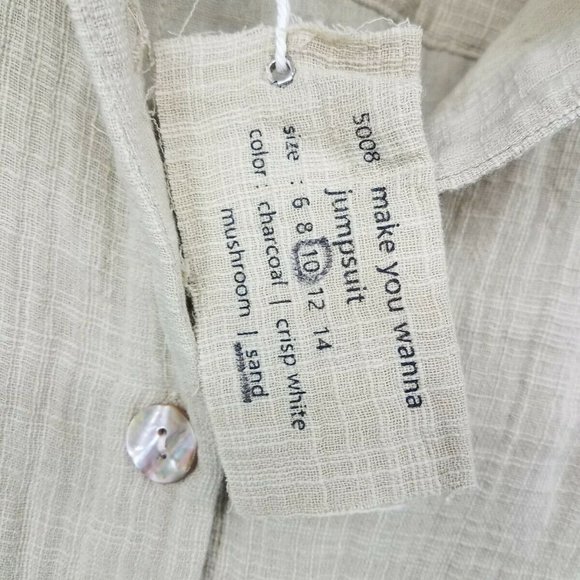 5008 make you wanna
jumpsuit
size : 6 8 10 12 14
color : charcoal | crisp white
mushroom | sand